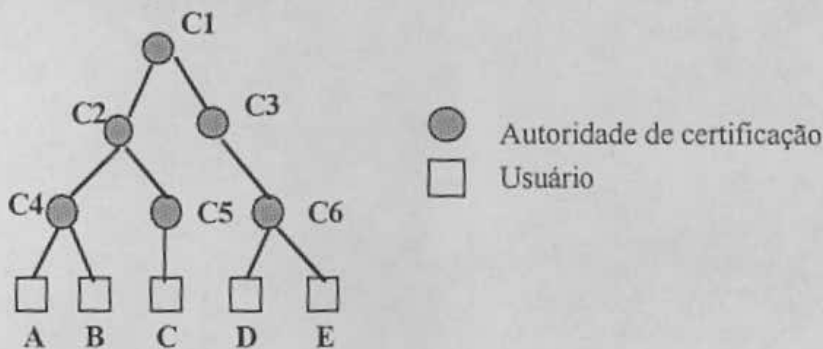 C1
C2
C3
Autoridade de certificação
Usuário
C4
C5
C6
A B C D E